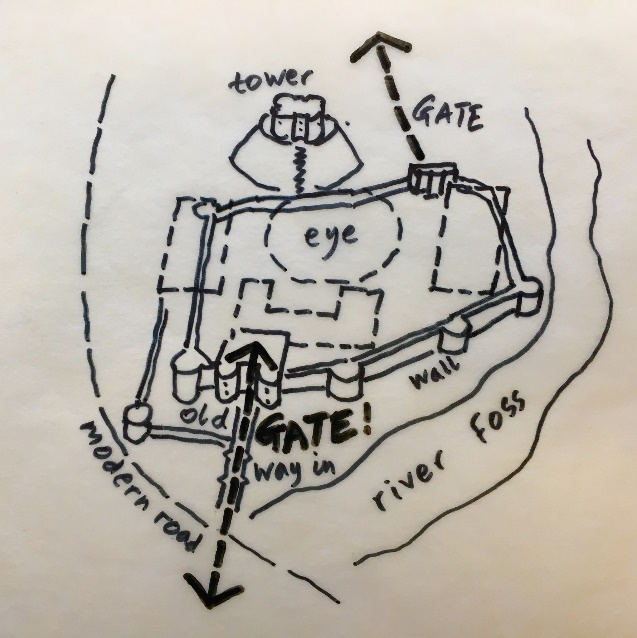 tower
GATE
eye
wall
old
GATE!
way in
river Foss
modern road